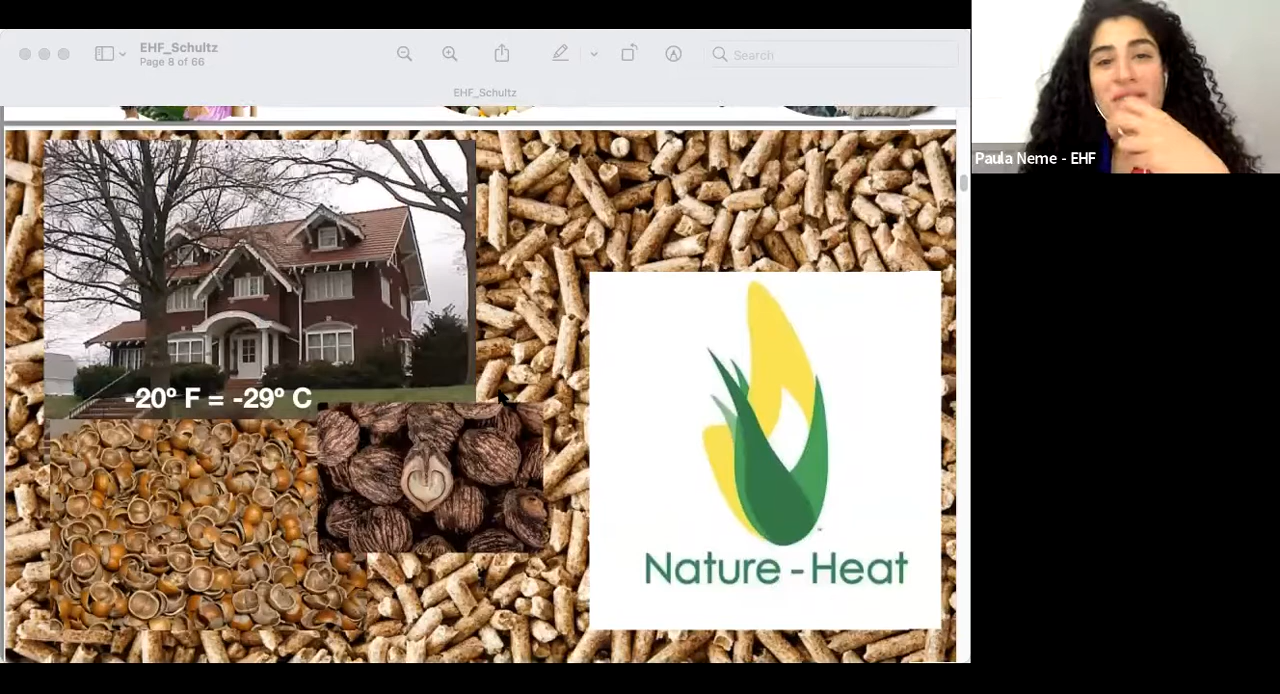 EHF_Schultz
Page 8 of 66
Search
EHF_Schultz
Paula Neme - EHF
-20º F = -29º C
Nature - Heat